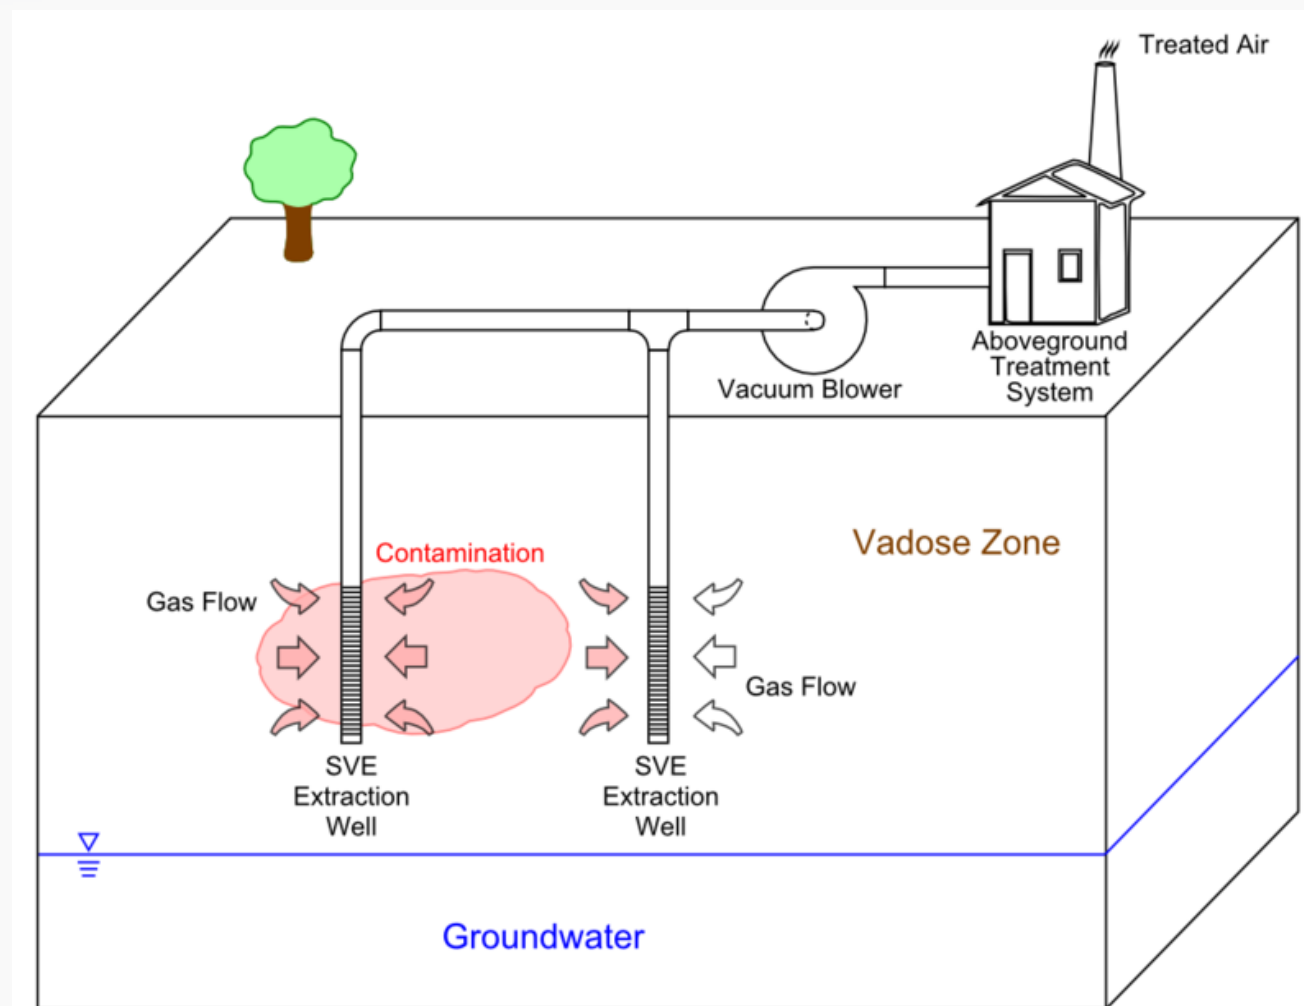 Treated Air
Aboveground
Treatment
System
Vacuum Blower
Vadose Zone
Contamination
Gas Flow
Gas Flow
SVE
Extraction
Well
SVE
Extraction
Well
Groundwater